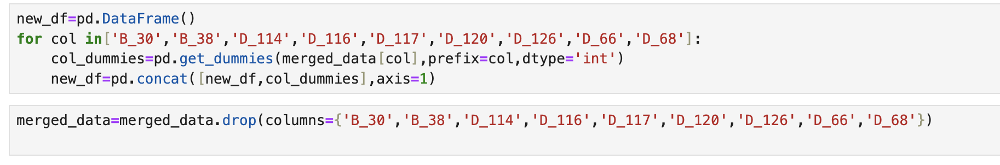 new_df=pd.DataFrame()
for col in['B_30','B_38','D_114','D_116','D_117','D_120','D_126','D_66','D_68']:
    col_dummies=pd.get_dummies(merged_data[col],prefix=col,dtype='int')
    new_df=pd.concat([new_df,col_dummies],axis=1)
merged_data=merged_data.drop(columns={'B_30','B_38','D_114','D_116','D_117','D_120','D_126','D_66','D_68'})